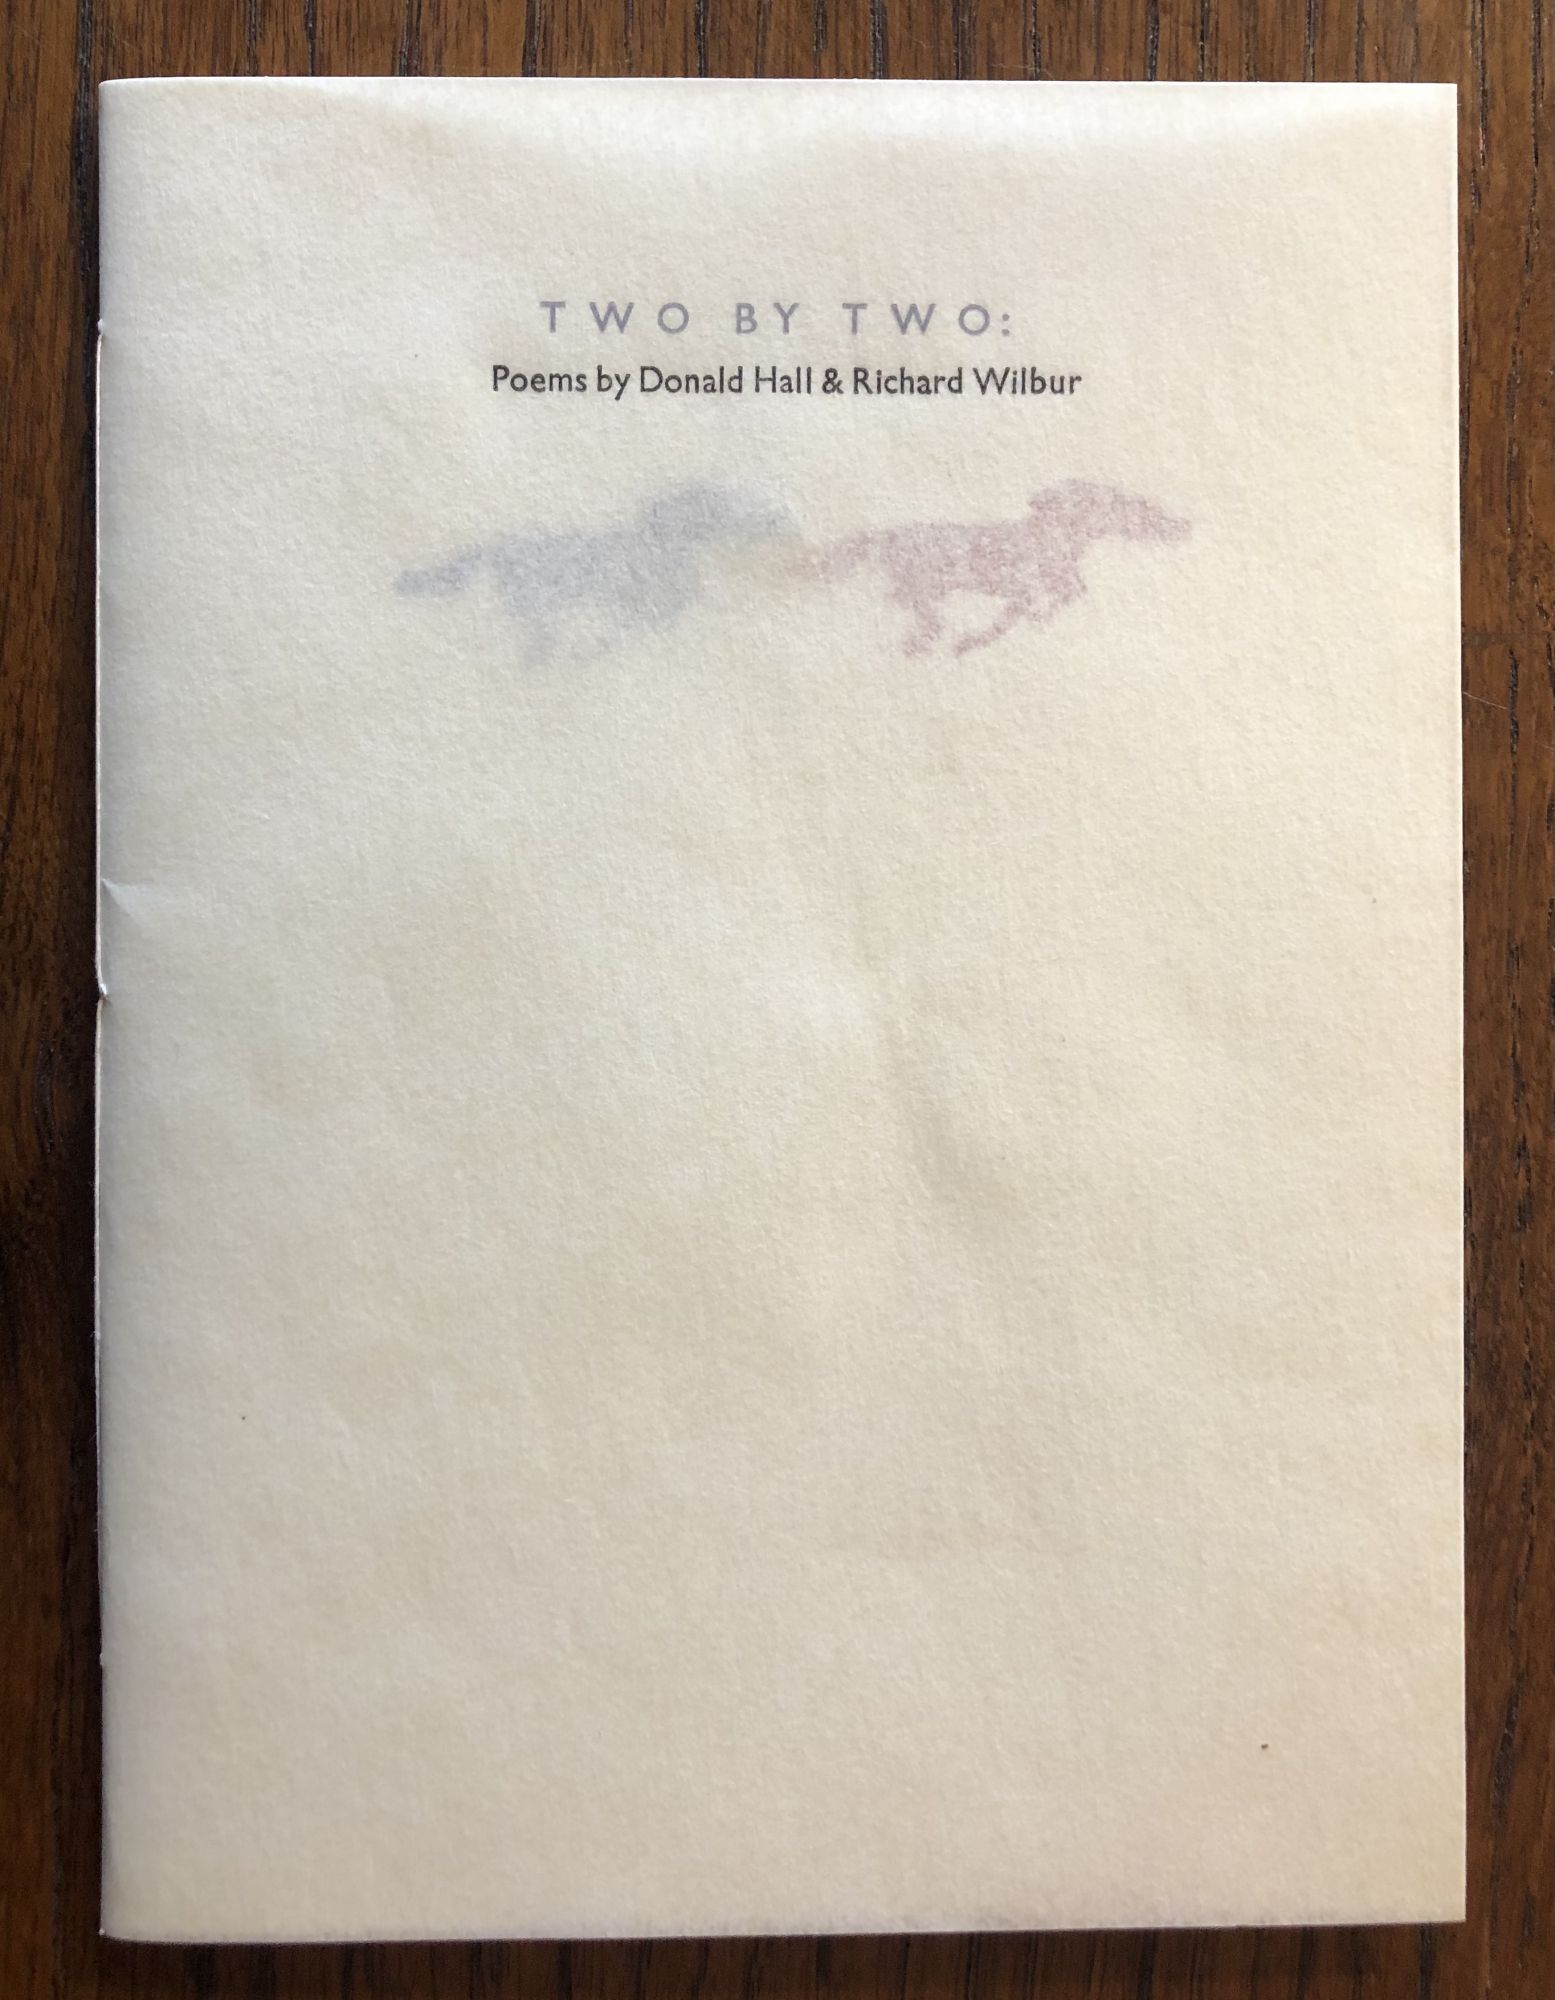 TWO BY TWO:
Poems by Donald Hall & Richard Wilbur